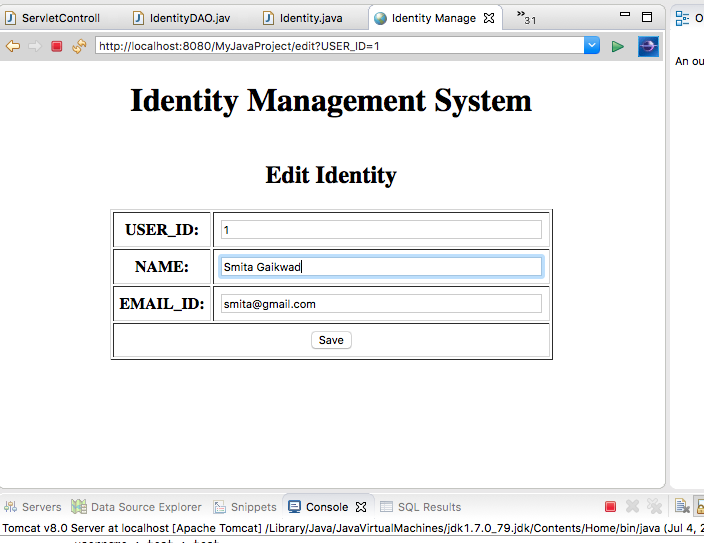 ServletControll IdentityDAO.jav Identity.java Identity Manage 31
http://localhost:8080/MyJavaProject/edit?USER_ID=1
An ou
Identity Management System
Edit Identity
USER_ID: 1
NAME: Smita Gaikwad
EMAIL_ID: smita@gmail.com
Save
Servers Data Source Explorer Snippets Console SQL Results
Tomcat v8.0 Server at localhost [Apache Tomcat] /Library/Java/JavaVirtualMachines/jdk1.7.0_79.jdk/Contents/Home/bin/java (Jul 4, 2